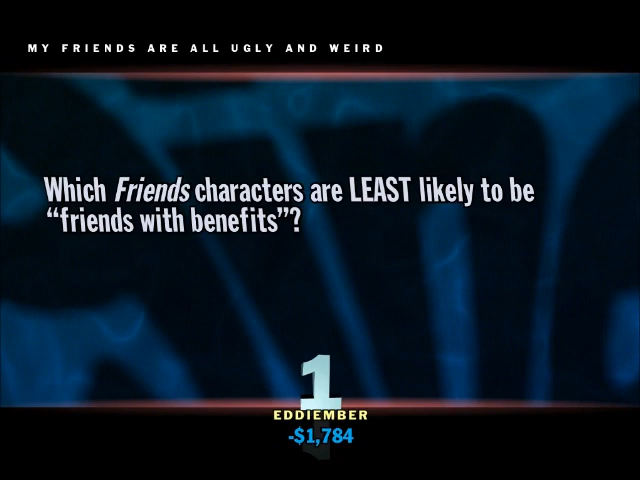 MY FRIENDS ARE ALL UGLY AND WEIRD
Which Friends characters are LEAST likely to be
“friends with benefits”?
1
EDDIEMBER
-$1,784